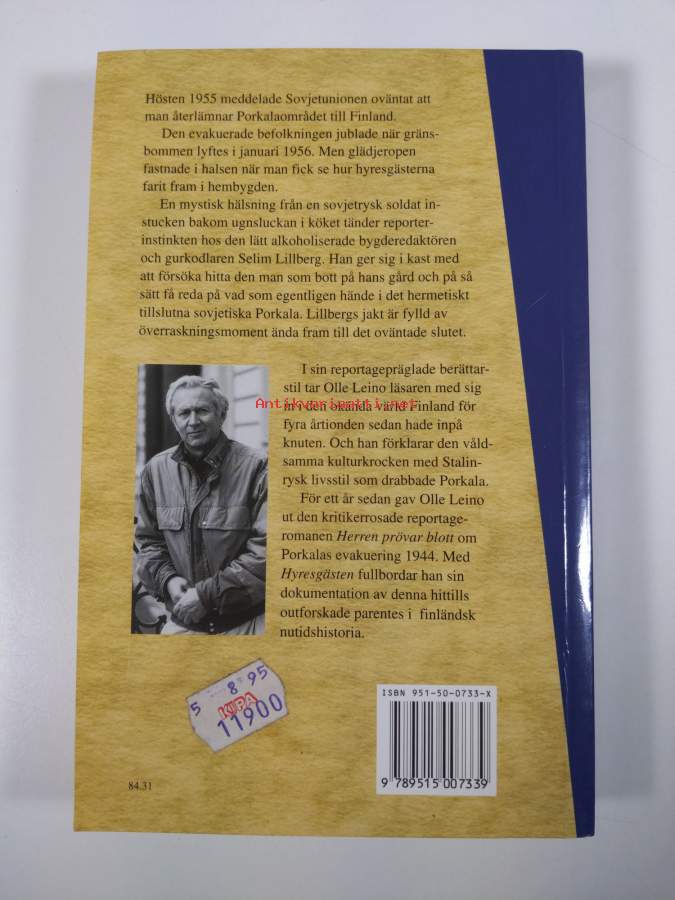 Hösten 1955 meddelade Sovjetunionen oväntat att
man återlämnar Porkalaområdet till Finland.
Den evakuerade befolkningen jublade när gräns-
bommen lyftes i januari 1956. Men glädjeropen
fastnade i halsen när man fick se hur hyresgästerna
farit fram i hembygden.
En mystisk hälsning från en sovjetrysk soldat in-
stucken bakom ugnsluckan i köket tänder reporter-
instinkten hos den lätt alkoholiserade bygderedaktören
och gurkodlaren Selim Lillberg. Han ger sig i kast med
att försöka hitta den man som bott på hans gård och på så
sätt få reda på vad som egentligen hände i det hermetiskt
tillslutna sovjetiska Porkala. Lillbergs jakt är fylld av
överraskningsmoment ända fram till det oväntade slutet.
I sin reportagepräglade berättar-
stil tar Olle Leino läsaren med sig
in i den okända värld Finland för
Antikvariaatti.net
fyra årtionden sedan hade inpå
knuten. Och han förklarar den våld-
samma kulturkrocken med Stalin-
rysk livsstil som drabbade Porkala.
För ett år sedan gav Olle Leino
ut den kritikerrosade reportage-
romanen Herren prövar blott om
Porkalas evakuering 1944. Med
Hyresgästen fullbordar han sin
dokumentation av denna hittills
outforskade parentes i finländsk
nutidshistoria.
5 8 95
KUPA
11900
ISBN 951-50-0733-X
9 789515 007339
84.31